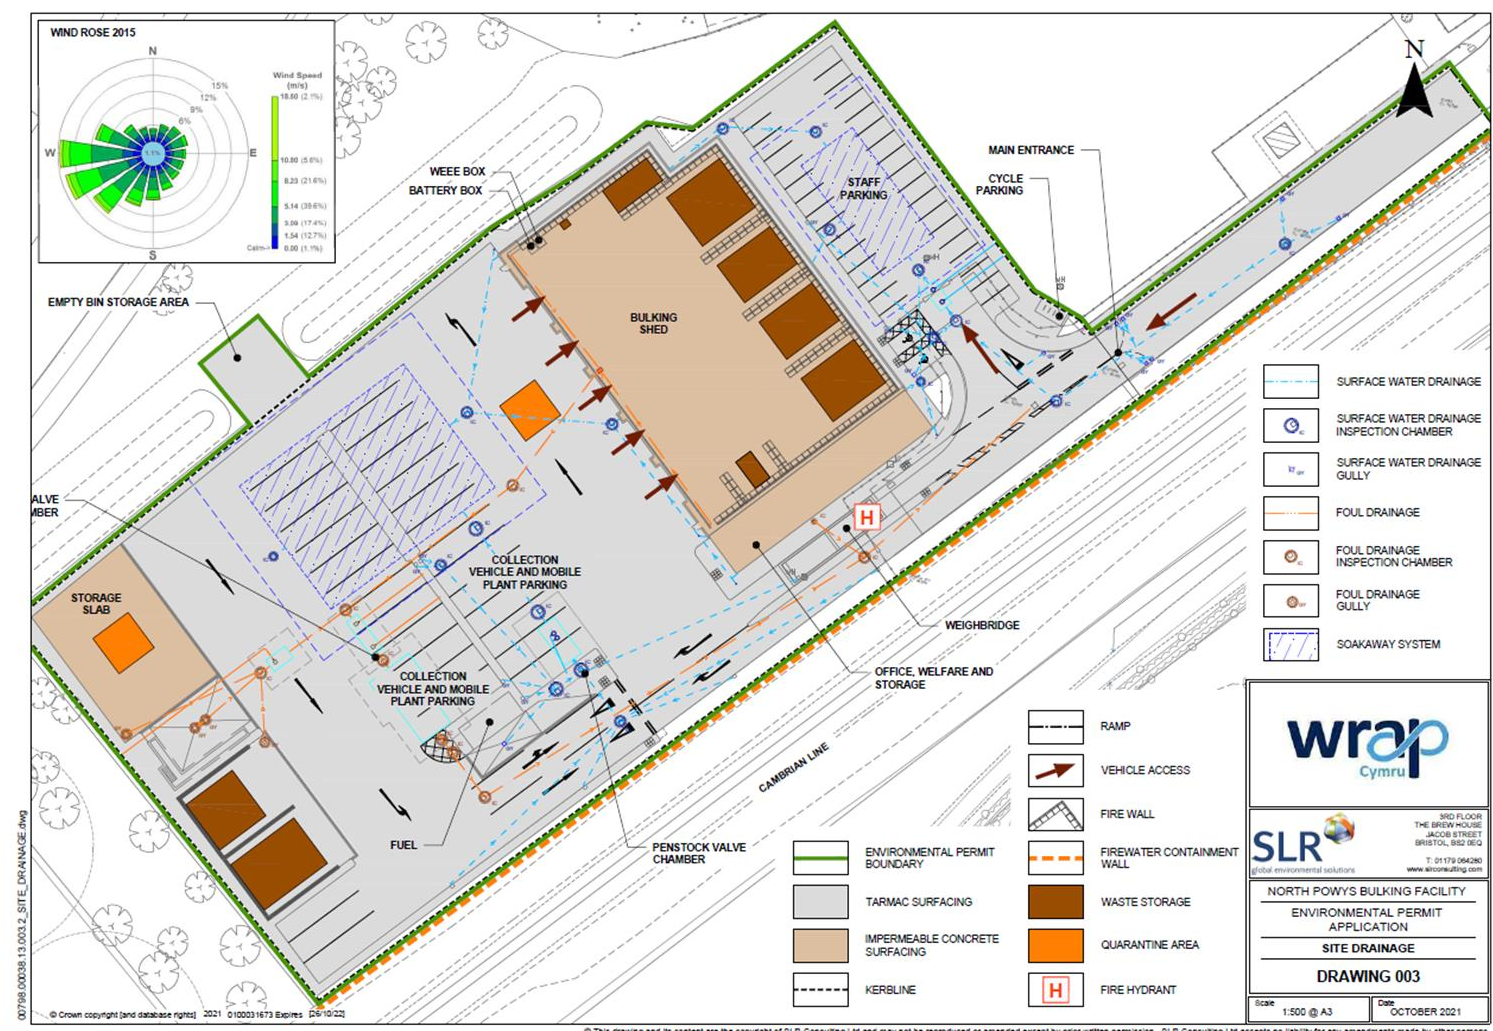 WIND ROSE 2015
N
15%
12%
9%
6%
W
1.1%
E
S
Wind Speed
(m/s)
18.60 (2.1%)
10.80 (5.6%)
8.23 (21.6%)
5.14 (39.6%)
3.09 (17.4%)
1.54 (12.7%)
0.00 (1.1%)
Calm
N
WEEE BOX
BATTERY BOX
MAIN ENTRANCE
CYCLE
PARKING
STAFF
PARKING
EMPTY BIN STORAGE AREA
BULKING
SHED
ALVE
MBER
COLLECTION
VEHICLE AND MOBILE
PLANT PARKING
H
STORAGE
SLAB
WEIGHBRIDGE
COLLECTION
VEHICLE AND MOBILE
PLANT PARKING
OFFICE, WELFARE AND
STORAGE
CAMBRIAN LINE
FUEL
PENSTOCK VALVE
CHAMBER
SURFACE WATER DRAINAGE
SURFACE WATER DRAINAGE
INSPECTION CHAMBER
SURFACE WATER DRAINAGE
GULLY
FOUL DRAINAGE
FOUL DRAINAGE
INSPECTION CHAMBER
FOUL DRAINAGE
GULLY
SOAKAWAY SYSTEM
RAMP
VEHICLE ACCESS
FIRE WALL
ENVIRONMENTAL PERMIT
BOUNDARY
FIREWATER CONTAINMENT
WALL
TARMAC SURFACING
WASTE STORAGE
IMPERMEABLE CONCRETE
SURFACING
QUARANTINE AREA
KERBLINE
H
FIRE HYDRANT
wrap
Cymru
SLR
global environmental solutions
3RD FLOOR
THE BREW HOUSE
JACOB STREET
BRISTOL, BS2 0EQ
T: 01179 064280
www.slrconsulting.com
NORTH POWYS BULKING FACILITY
ENVIRONMENTAL PERMIT
APPLICATION
SITE DRAINAGE
DRAWING 003
Scale
1:500 @ A3
Date
OCTOBER 2021
00798.00038.13.003.2_SITE_DRAINAGE.dwg
© Crown copyright [and database rights] 2021 0100031673 Expires [26/10/22]